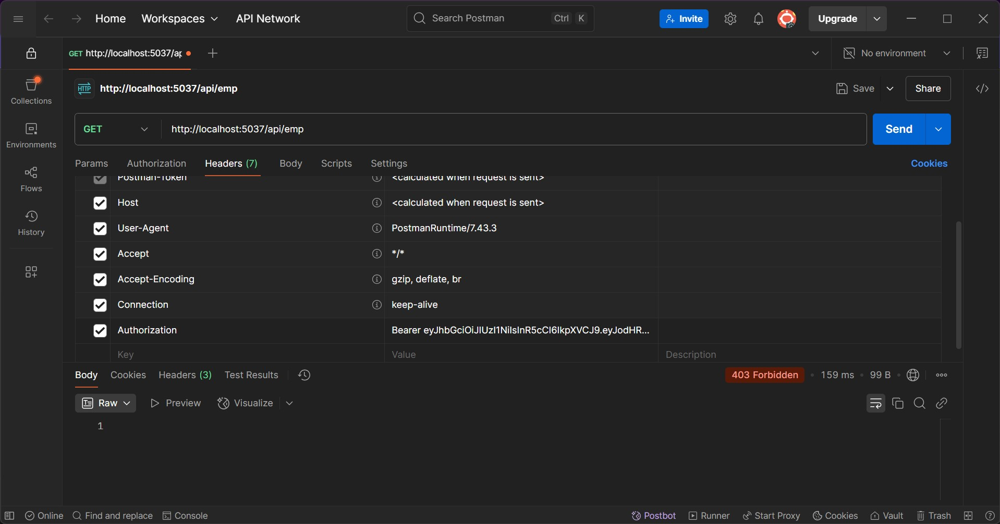 Home Workspaces API Network Search Postman Ctrl K Invite Upgrade
GET http://localhost:5037/ap No environment
HTTP http://localhost:5037/api/emp Save Share
Collections
GET http://localhost:5037/api/emp Send
Environments
Params Authorization Headers (7) Body Scripts Settings Cookies
Postman-Token <calculated when request is sent>
Flows
Host <calculated when request is sent>
User-Agent PostmanRuntime/7.43.3
History
Accept */*
Accept-Encoding gzip, deflate, br
Connection keep-alive
Authorization Bearer eyJhbGciOiJIUzI1NiIsInR5cCI6IkpXVCJ9.eyJodHR...
Key Value Description
Body Cookies Headers (3) Test Results 403 Forbidden • 159 ms • 99 B •
Raw Preview Visualize
1
Online Find and replace Console Postbot Runner Start Proxy Cookies Vault Trash